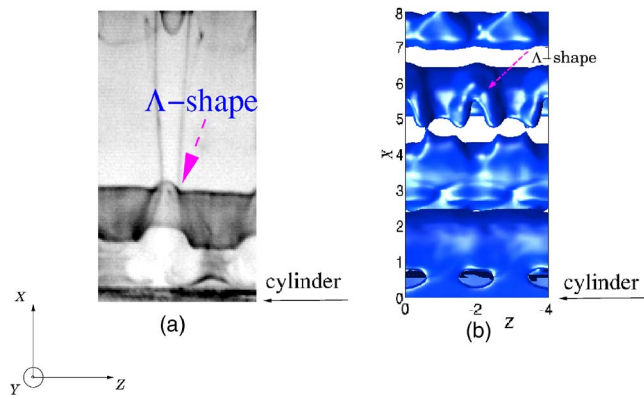 Λ-shape
cylinder
(a)
8
7
6
5
4
3
2
1
0
X
Λ-shape
0
-2
-4
Z
cylinder
(b)
X
Y
Z